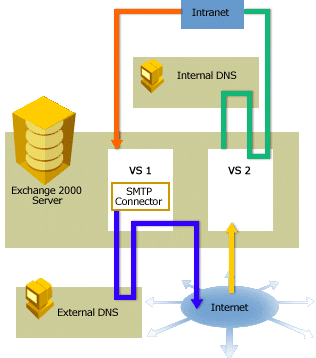 Intranet
Internal DNS
Exchange 2000
Server
VS 1
SMTP
Connector
VS 2
External DNS
Internet